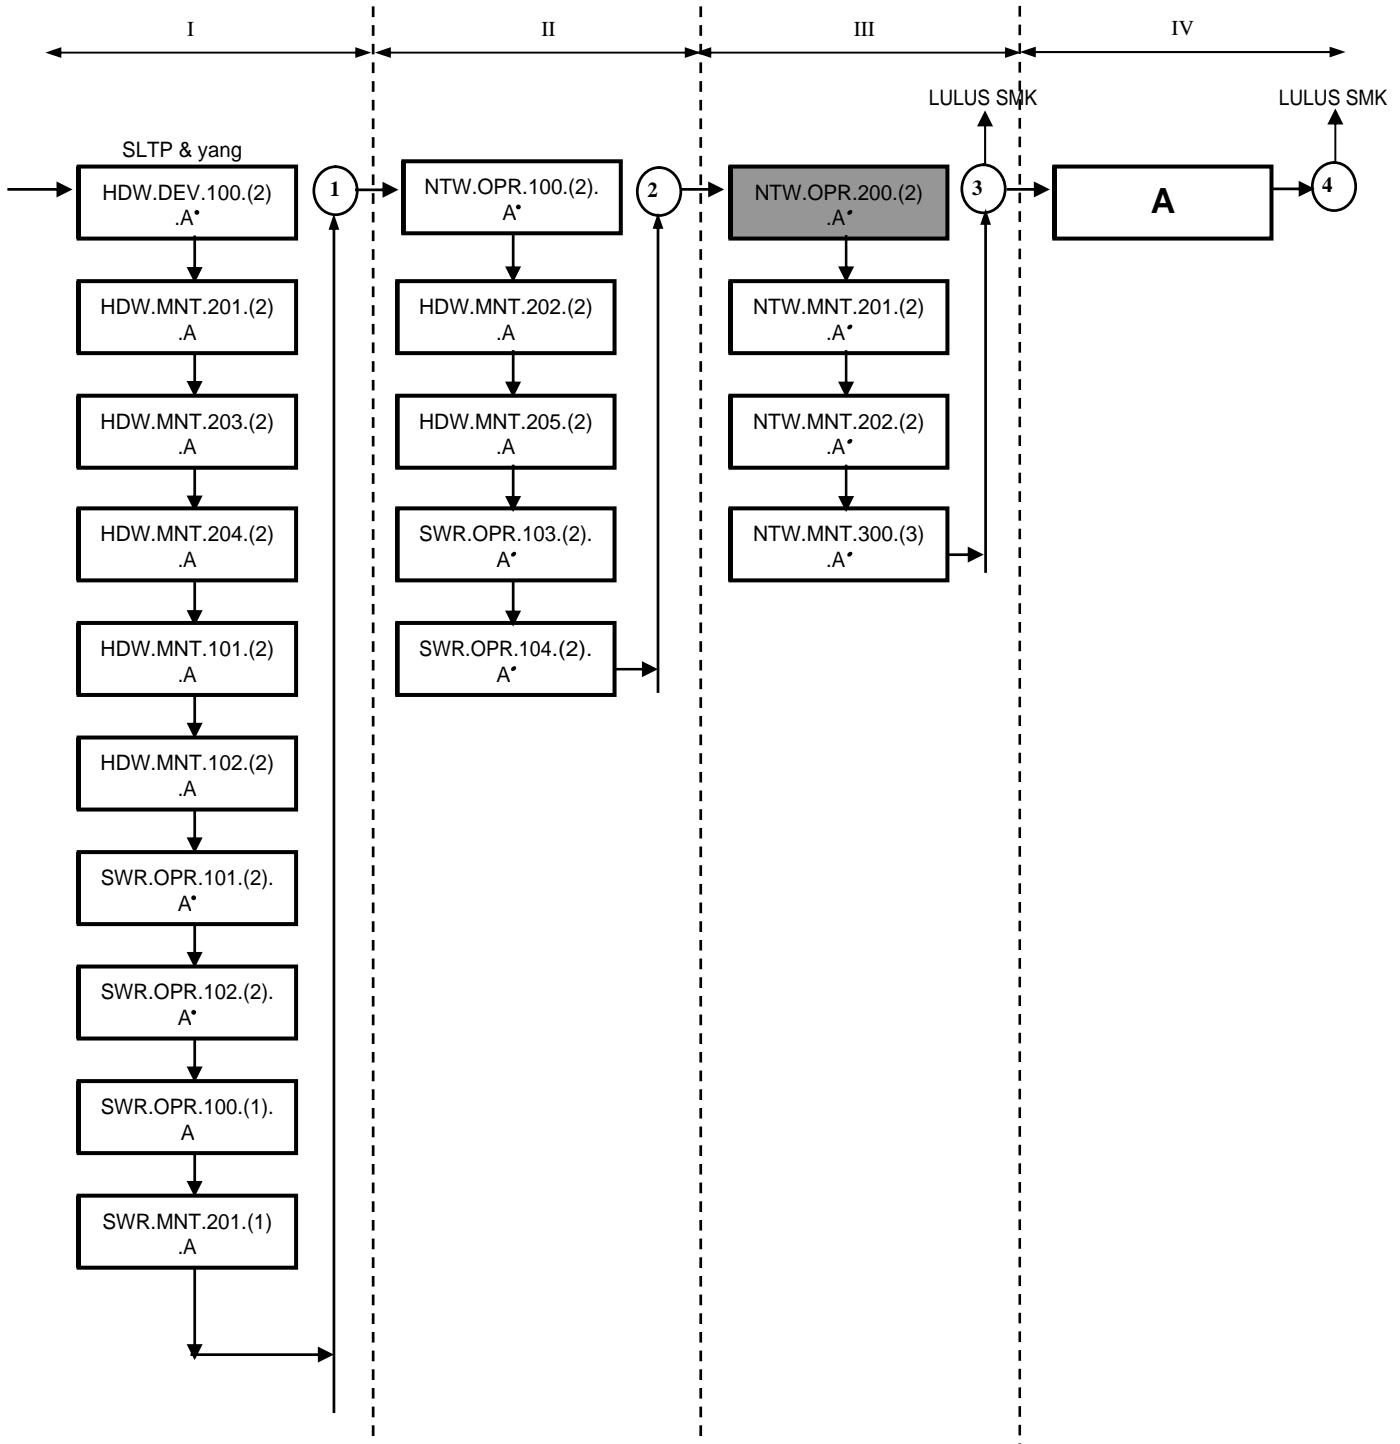 I
II
III
IV
LULUS SMK
LULUS SMK
SLTP & yang
HDW.DEV.100.(2)
.A•
HDW.MNT.201.(2)
.A
HDW.MNT.203.(2)
.A
HDW.MNT.204.(2)
.A
HDW.MNT.101.(2)
.A
HDW.MNT.102.(2)
.A
SWR.OPR.101.(2).
A•
SWR.OPR.102.(2).
A•
SWR.OPR.100.(1).
A
SWR.MNT.201.(1)
.A
1
NTW.OPR.100.(2).
A•
HDW.MNT.202.(2)
.A
HDW.MNT.205.(2)
.A
SWR.OPR.103.(2).
A•
SWR.OPR.104.(2).
A•
2
NTW.OPR.200.(2)
.A•
NTW.MNT.201.(2)
.A•
NTW.MNT.202.(2)
.A•
NTW.MNT.300.(3)
.A•
3
A
4